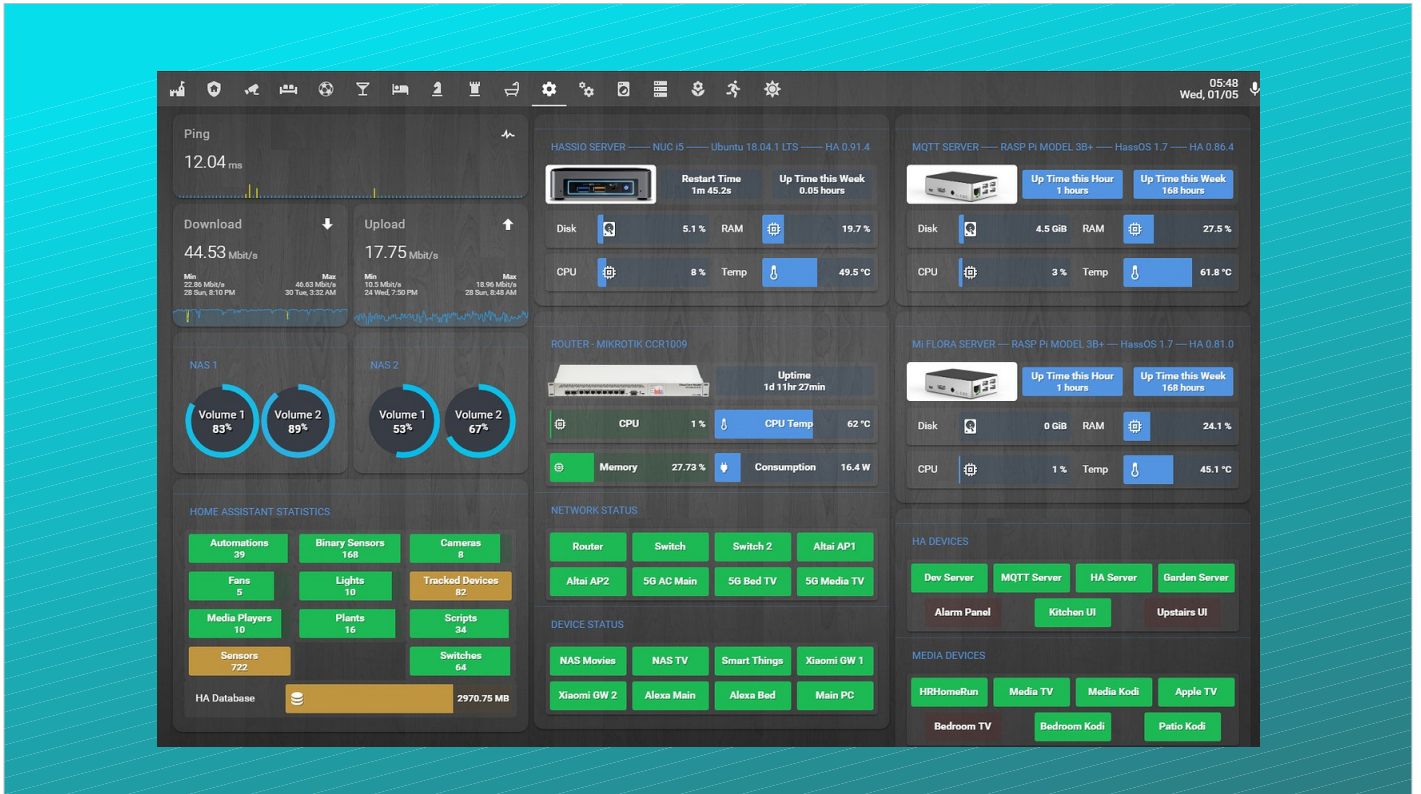 05:48
Wed, 01/05
Ping
12.04 ms
Download
44.53 Mbit/s
Min
22.86 Mbit/s
28 Sun, 8:10 PM
Max
46.63 Mbit/s
30 Tue, 3:32 AM
Upload
17.75 Mbit/s
Min
10.5 Mbit/s
24 Wed, 7:50 PM
Max
18.96 Mbit/s
28 Sun, 8:48 AM
NAS 1
Volume 1
83%
Volume 2
89%
NAS 2
Volume 1
53%
Volume 2
67%
HOME ASSISTANT STATISTICS
Automations
39
Binary Sensors
168
Cameras
8
Fans
5
Lights
10
Tracked Devices
82
Media Players
10
Plants
16
Scripts
34
Sensors
722
Switches
64
HA Database 2970.75 MB
HASSIO SERVER —— NUC i5 —— Ubuntu 18.04.1 LTS —— HA 0.91.4
Restart Time
1m 45.2s
Up Time this Week
0.05 hours
Disk 5.1 % RAM 19.7 %
CPU 8 % Temp 49.5 °C
ROUTER - MIKROTIK CCR1009
Uptime
1d 11hr 27min
CPU 1 % CPU Temp 62 °C
Memory 27.73 % Consumption 16.4 W
NETWORK STATUS
Router Switch Switch 2 Altai AP1
Altai AP2 5G AC Main 5G Bed TV 5G Media TV
DEVICE STATUS
NAS Movies NAS TV Smart Things Xiaomi GW 1
Xiaomi GW 2 Alexa Main Alexa Bed Main PC
MQTT SERVER —— RASP Pi MODEL 3B+ —— HassOS 1.7 —— HA 0.86.4
Up Time this Hour
1 hours
Up Time this Week
168 hours
Disk 4.5 GiB RAM 27.5 %
CPU 3 % Temp 61.8 °C
Mi FLORA SERVER —— RASP Pi MODEL 3B+ —— HassOS 1.7 —— HA 0.81.0
Up Time this Hour
1 hours
Up Time this Week
168 hours
Disk 0 GiB RAM 24.1 %
CPU 1 % Temp 45.1 °C
HA DEVICES
Dev Server MQTT Server HA Server Garden Server
Alarm Panel Kitchen UI Upstairs UI
MEDIA DEVICES
HRHomeRun Media TV Media Kodi Apple TV
Bedroom TV Bedroom Kodi Patio Kodi